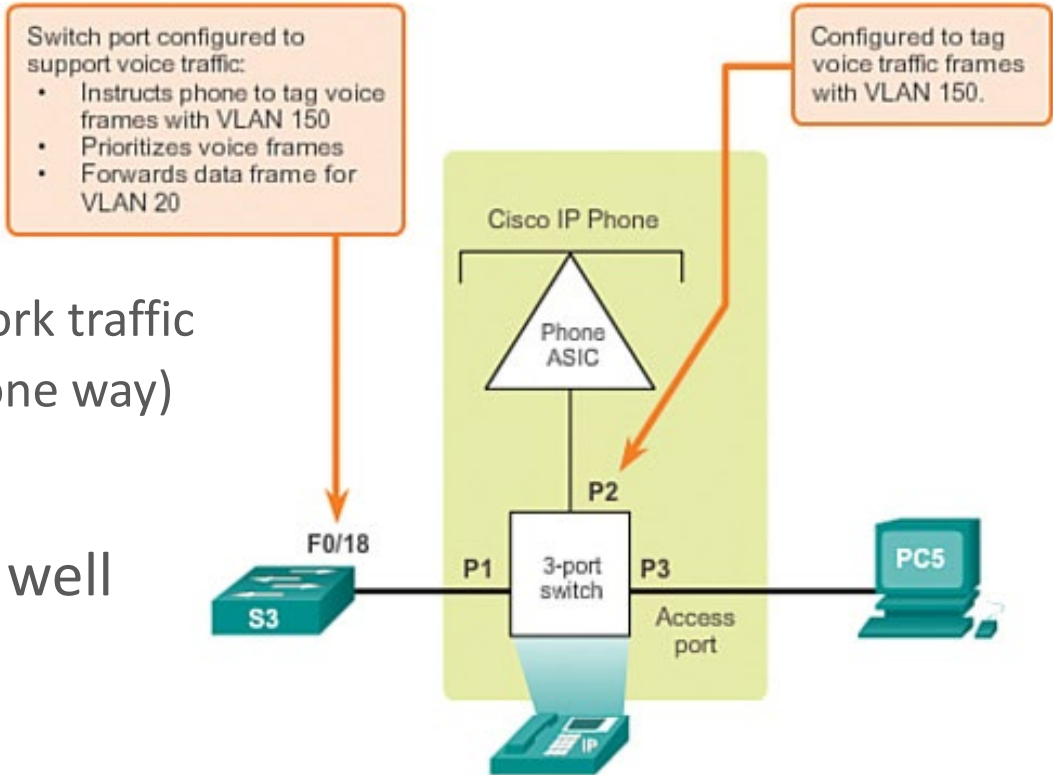 Switch port configured to
support voice traffic:
• Instructs phone to tag voice
frames with VLAN 150
• Prioritizes voice frames
• Forwards data frame for
VLAN 20
Configured to tag
voice traffic frames
with VLAN 150.
Cisco IP Phone
ork traffic
one way)
well
Phone
ASIC
P2
F0/18
P1
3-port
switch
P3
Access
port
S3
PC5
IP